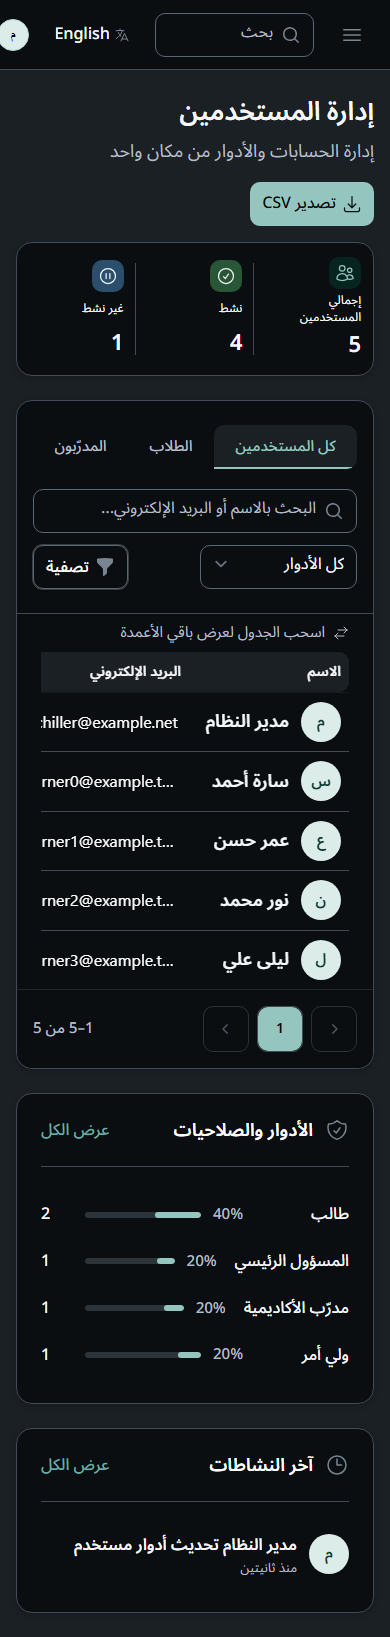 بحث
English
م
إدارة المستخدمين
إدارة الحسابات والأدوار من مكان واحد
تصدير CSV
إجمالي المستخدمين
5
نشط
4
غير نشط
1
كل المستخدمين
الطلاب
المدرّبون
البحث بالاسم أو البريد الإلكتروني...
كل الأدوار
تصفية
اسحب الجدول لعرض باقي الأعمدة
الاسم
البريد الإلكتروني
م
مدير النظام
chiller@example.net
س
سارة أحمد
rner0@example.t...
ع
عمر حسن
rner1@example.t...
ن
نور محمد
rner2@example.t...
ل
ليلى علي
rner3@example.t...
1
1–5 من 5
الأدوار والصلاحيات
عرض الكل
طالب
40%
2
المسؤول الرئيسي
20%
1
مدرّب الأكاديمية
20%
1
ولي أمر
20%
1
آخر النشاطات
عرض الكل
م
مدير النظام تحديث أدوار مستخدم
منذ ثانيتين